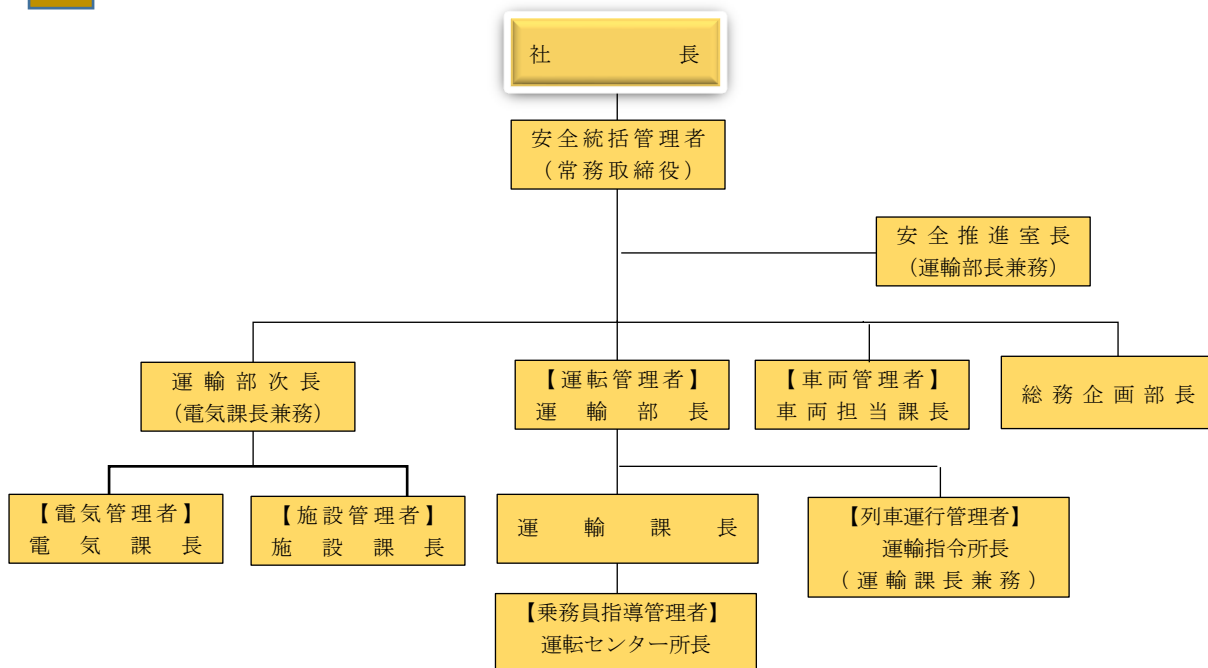 社長
安全統括管理者
(常務取締役)
安全推進室長
(運輸部長兼務)
運輸部次長
(電気課長兼務)
【運転管理者】
運輸部長
【車両管理者】
車両担当課長
総務企画部長
【電気管理者】
電気課長
【施設管理者】
施設課長
運輸課長
【列車運行管理者】
運輸指令所長
(運輸課長兼務)
【乗務員指導管理者】
運転センター所長